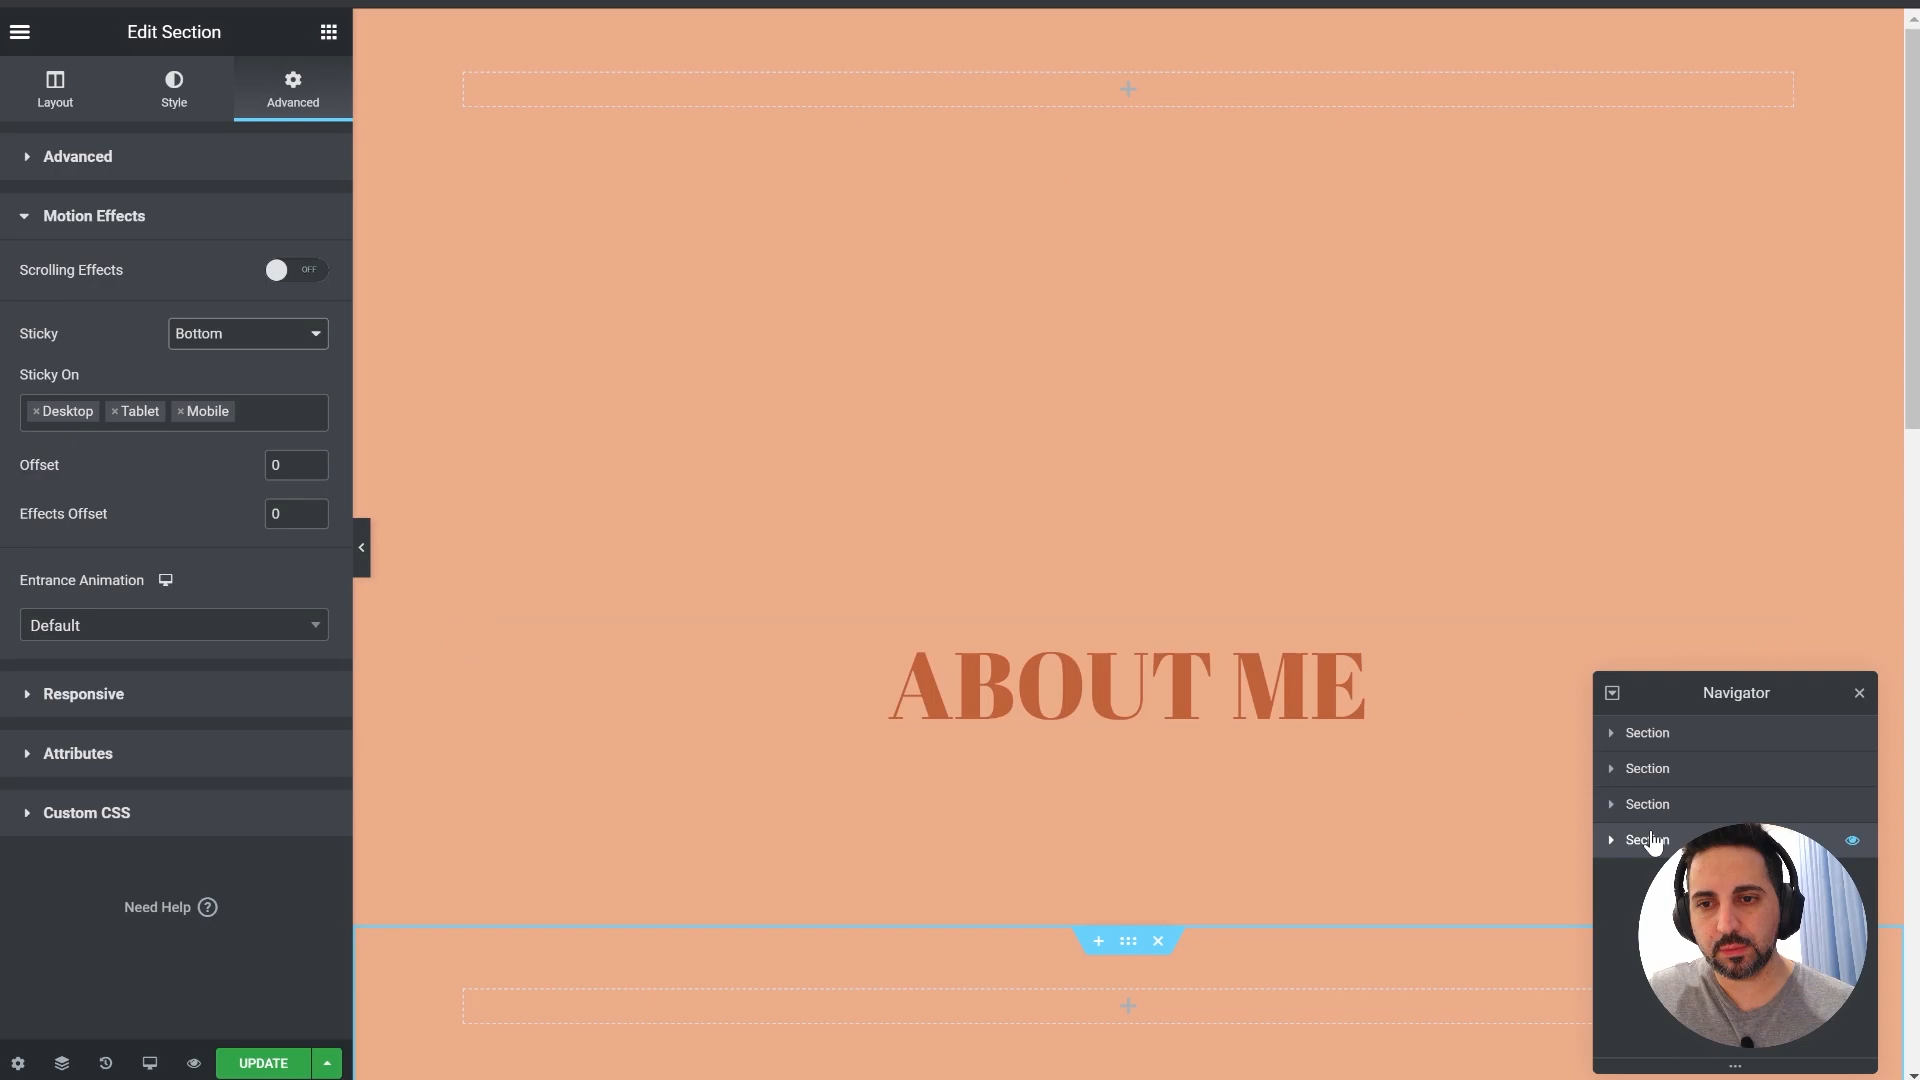 Edit Section
Layout
Style
Advanced
Advanced
Motion Effects
Scrolling Effects
OFF
Sticky
Bottom
Sticky On
× Desktop × Tablet × Mobile
Offset
0
Effects Offset
0
Entrance Animation
Default
Responsive
Attributes
Custom CSS
Need Help ?
UPDATE
ABOUT ME
Navigator
Section
Section
Section
Section